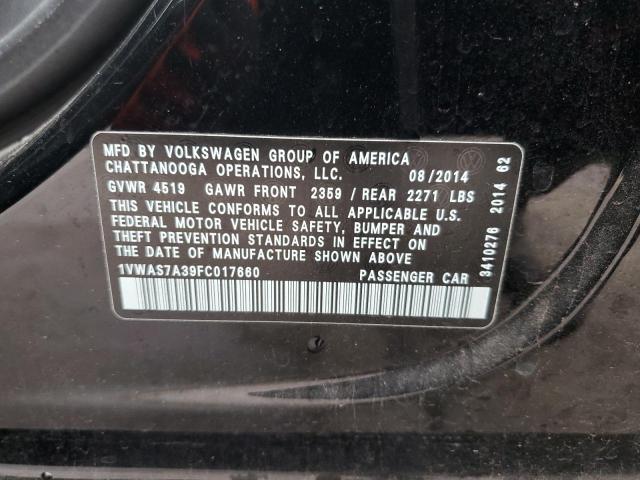 MFD BY VOLKSWAGEN GROUP OF AMERICA
CHATTANOOGA OPERATIONS, LLC. 08/2014
GVWR 4519 GAWR FRONT 2359 / REAR 2271 LBS
THIS VEHICLE CONFORMS TO ALL APPLICABLE U.S.
FEDERAL MOTOR VEHICLE SAFETY, BUMPER AND
THEFT PREVENTION STANDARDS IN EFFECT ON
THE DATE OF MANUFACTURE SHOWN ABOVE
1VWAS7A39FC017660 PASSENGER CAR
3410276 2014 62